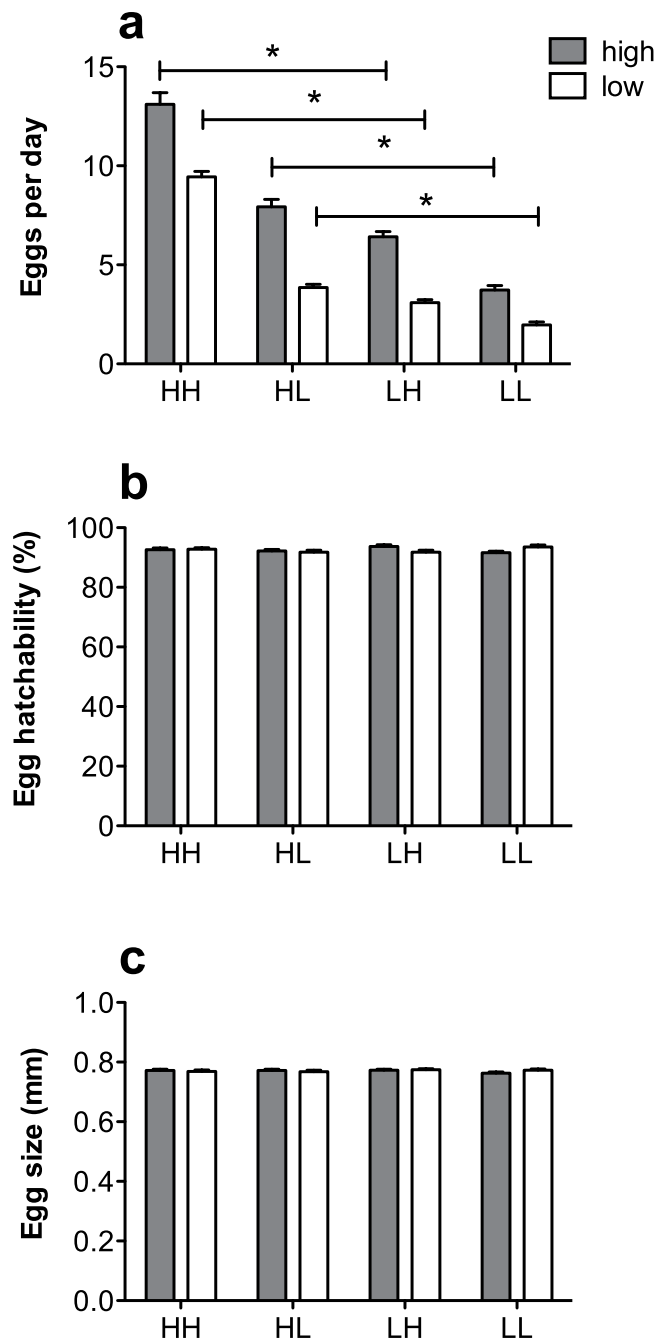 a
high
low
*
*
*
*
Eggs per day
15
10
5
0
HH HL LH LL
b
Egg hatchability (%)
100
80
60
40
20
0
HH HL LH LL
c
Egg size (mm)
1.0
0.8
0.6
0.4
0.2
0.0
HH HL LH LL